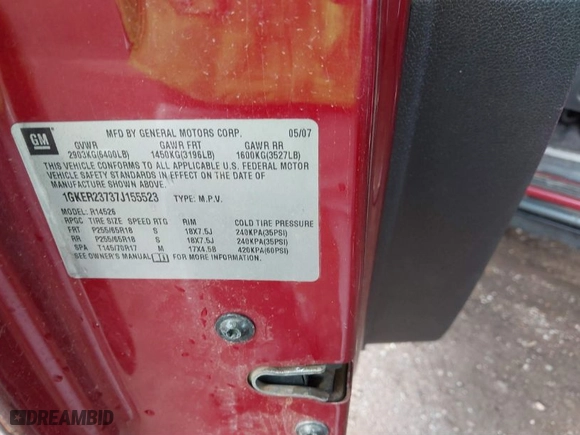 GM
MFD BY GENERAL MOTORS CORP. 05/07
GVWR GAWR FRT GAWR RR
2903KG(6400LB) 1450KG(3196LB) 1600KG(3527LB)
THIS VEHICLE CONFORMS TO ALL APPLICABLE U.S. FEDERAL MOTOR
VEHICLE SAFETY STANDARDS IN EFFECT ON THE DATE OF
MANUFACTURE SHOWN ABOVE.
1GKER23737J155523 TYPE: M.P.V.
MODEL: R14526
RPGC TIRE SIZE SPEED RTG RIM COLD TIRE PRESSURE
FRT P255/65R18 S 18X7.5J 240KPA(35PSI)
RR P255/65R18 S 18X7.5J 240KPA(35PSI)
SPA T145/70R17 M 17X4.5B 420KPA(60PSI)
SEE OWNER'S MANUAL FOR MORE INFORMATION.
DREAMBID